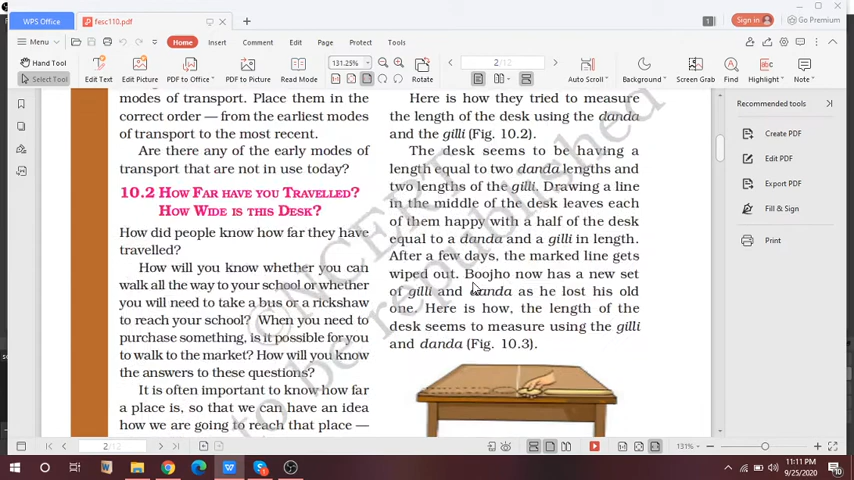 WPS Office
fesc110.pdf
1
Sign in
Go Premium
Menu
Home
Insert
Comment
Edit
Page
Protect
Tools
Hand Tool
Select Tool
Edit Text
Edit Picture
PDF to Office
PDF to Picture
Read Mode
131.25%
Rotate
2/12
Auto Scroll
Background
Screen Grab
Find
Highlight
Note
modes of transport. Place them in the
correct order — from the earliest modes
of transport to the most recent.
Are there any of the early modes of
transport that are not in use today?
10.2 HOW FAR HAVE YOU TRAVELLED?
HOW WIDE IS THIS DESK?
How did people know how far they have
travelled?
How will you know whether you can
walk all the way to your school or whether
you will need to take a bus or a rickshaw
to reach your school? When you need to
purchase something, is it possible for you
to walk to the market? How will you know
the answers to these questions?
It is often important to know how far
a place is, so that we can have an idea
how we are going to reach that place —
Here is how they tried to measure
the length of the desk using the danda
and the gilli (Fig. 10.2).
The desk seems to be having a
length equal to two danda lengths and
two lengths of the gilli. Drawing a line
in the middle of the desk leaves each
of them happy with a half of the desk
equal to a danda and a gilli in length.
After a few days, the marked line gets
wiped out. Boojho now has a new set
of gilli and danda as he lost his old
one. Here is how, the length of the
desk seems to measure using the gilli
and danda (Fig. 10.3).
©NCERT
to be republished
Recommended tools
Create PDF
Edit PDF
Export PDF
Fill & Sign
Print
2/12
131%
11:11 PM
9/25/2020